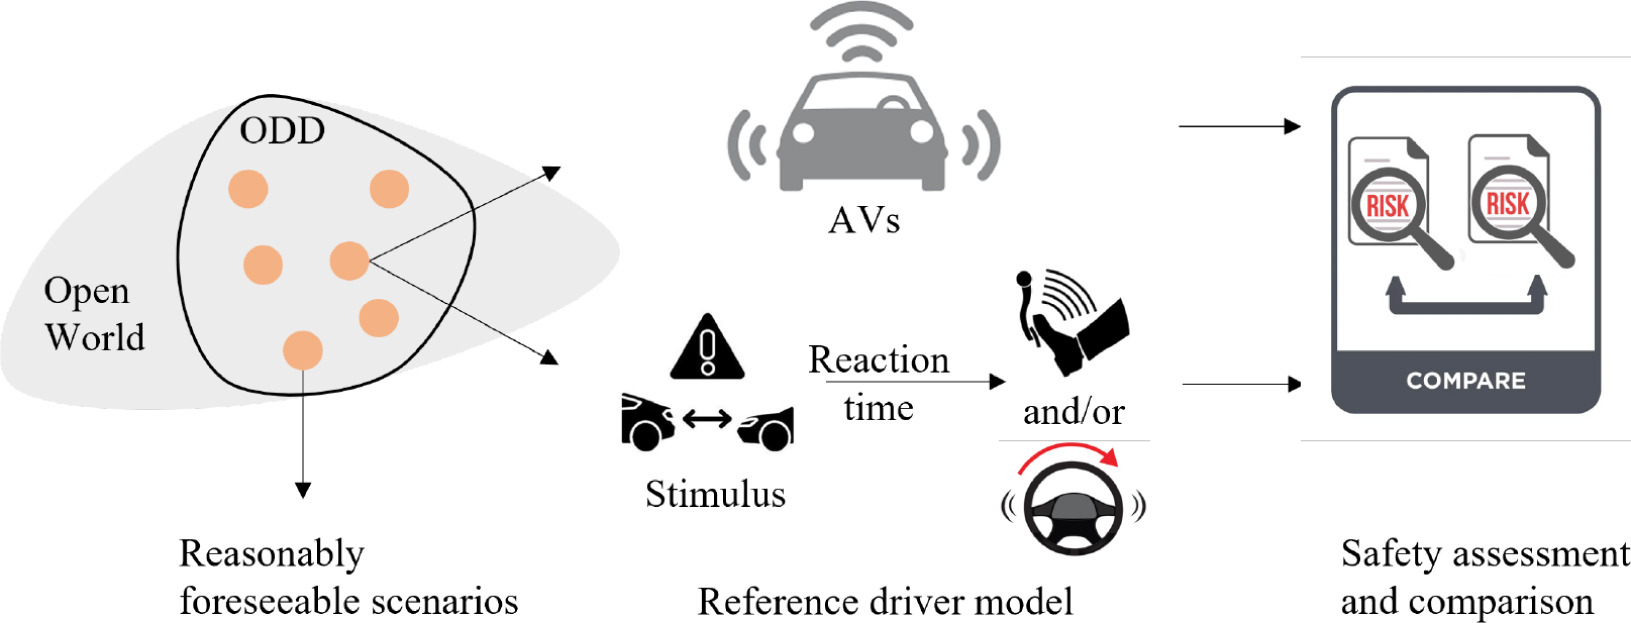 ODD
Open
World
Reasonably
foreseeable scenarios
AVs
Stimulus
Reaction
time
and/or
Reference driver model
RISK
RISK
COMPARE
Safety assessment
and comparison